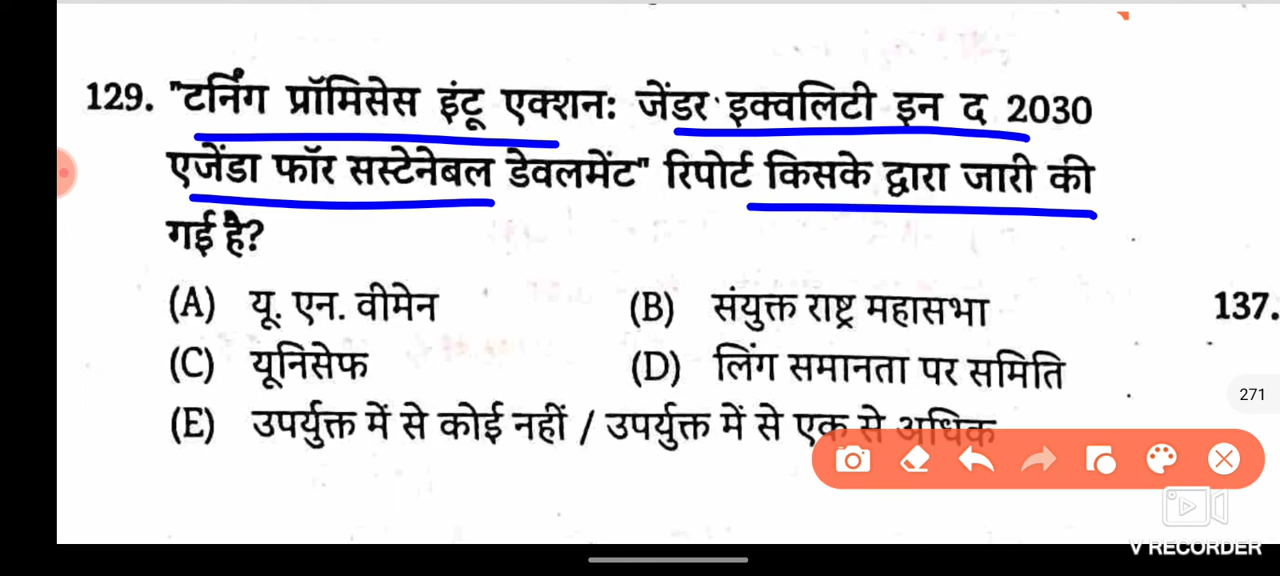 129. "टर्निंग प्रॉमिसेस इंटू एक्शन: जेंडर इक्वलिटी इन द 2030
एजेंडा फॉर सस्टेनेबल डेवलमेंट" रिपोर्ट किसके द्वारा जारी की
गई है?
(A) यू. एन. वीमेन (B) संयुक्त राष्ट्र महासभा
137.
(C) यूनिसेफ (D) लिंग समानता पर समिति
271
(E) उपर्युक्त में से कोई नहीं / उपर्युक्त में से एक से अधिक
V RECORDER